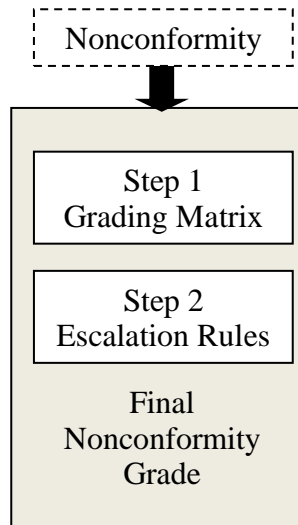 Nonconformity
Step 1
Grading Matrix
Step 2
Escalation Rules
Final
Nonconformity
Grade